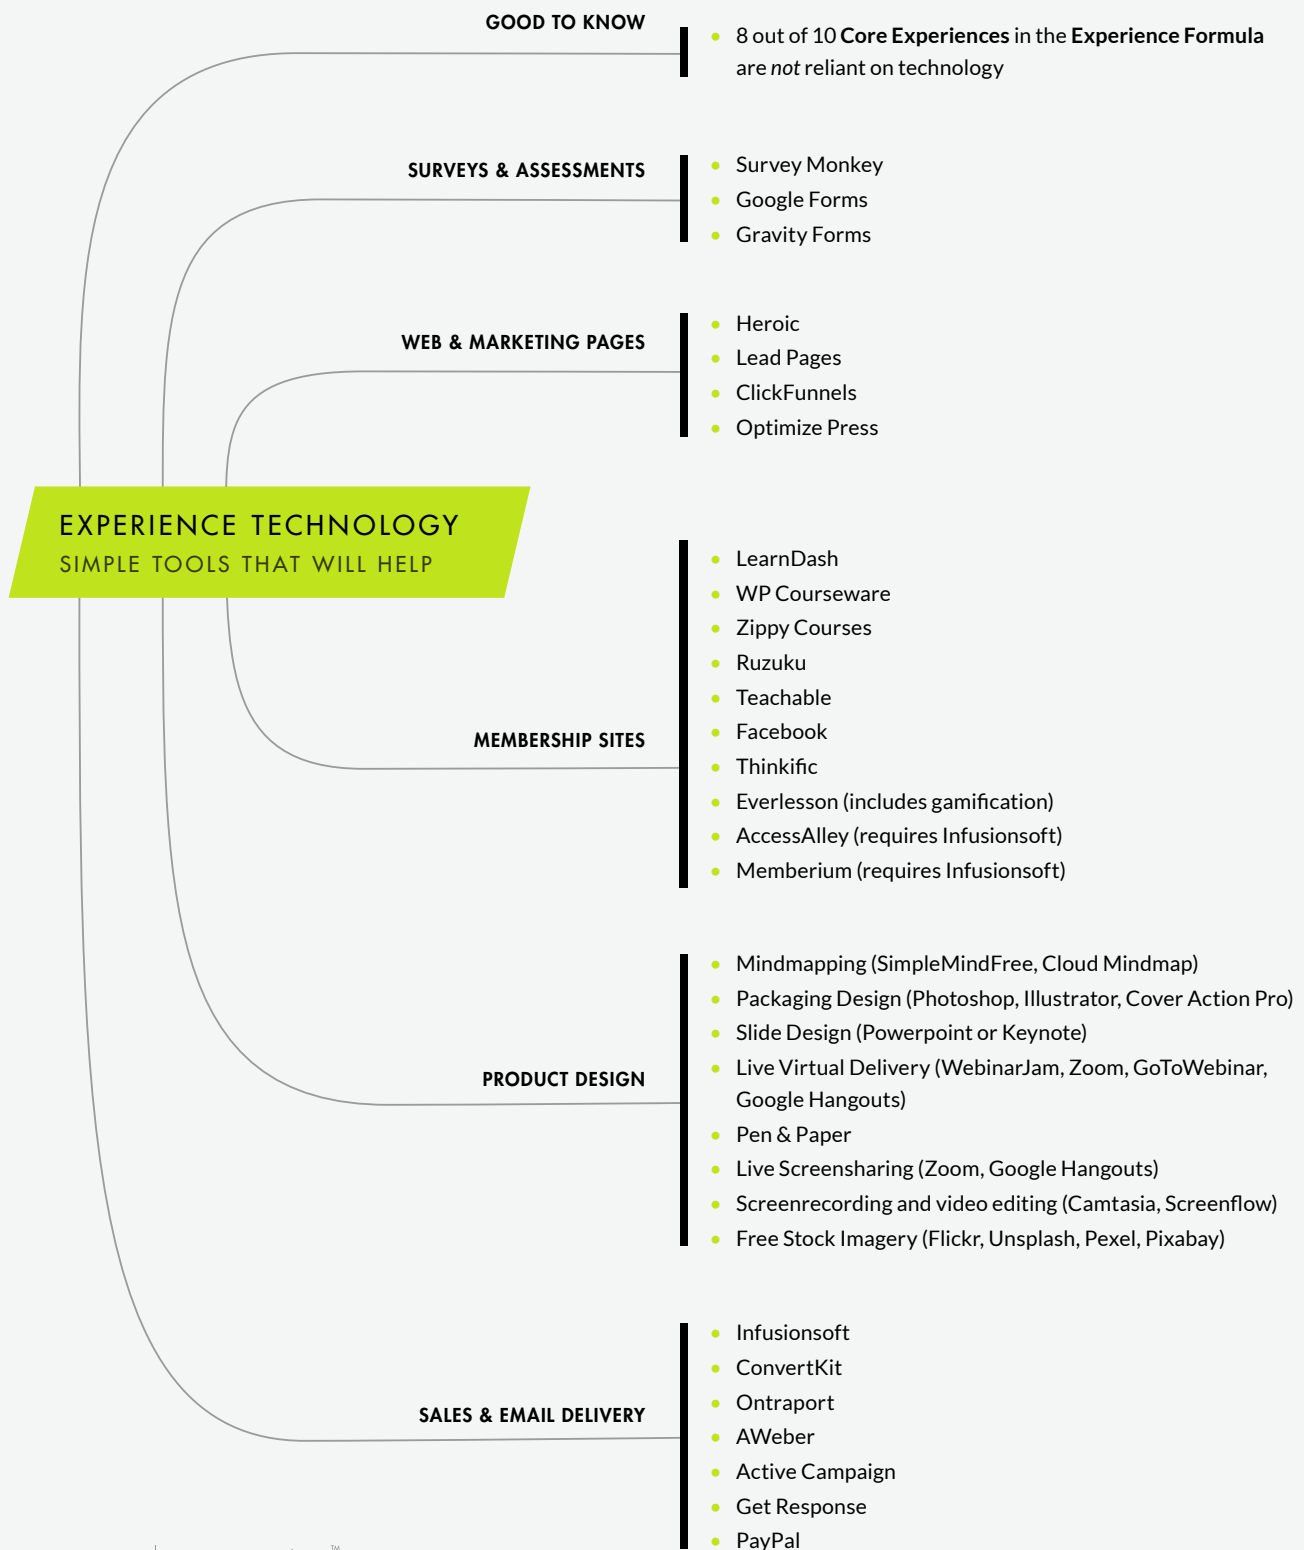 GOOD TO KNOW
• 8 out of 10 Core Experiences in the Experience Formula
are not reliant on technology
SURVEYS & ASSESSMENTS
• Survey Monkey
• Google Forms
• Gravity Forms
WEB & MARKETING PAGES
• Heroic
• Lead Pages
• ClickFunnels
• Optimize Press
EXPERIENCE TECHNOLOGY
SIMPLE TOOLS THAT WILL HELP
MEMBERSHIP SITES
• LearnDash
• WP Courseware
• Zippy Courses
• Ruzuku
• Teachable
• Facebook
• Thinkific
• Everlesson (includes gamification)
• AccessAlley (requires Infusionsoft)
• Memberium (requires Infusionsoft)
PRODUCT DESIGN
• Mindmapping (SimpleMindFree, Cloud Mindmap)
• Packaging Design (Photoshop, Illustrator, Cover Action Pro)
• Slide Design (Powerpoint or Keynote)
• Live Virtual Delivery (WebinarJam, Zoom, GoToWebinar,
Google Hangouts)
• Pen & Paper
• Live Screensharing (Zoom, Google Hangouts)
• Screenrecording and video editing (Camtasia, Screenflow)
• Free Stock Imagery (Flickr, Unsplash, Pexel, Pixabay)
SALES & EMAIL DELIVERY
• Infusionsoft
• ConvertKit
• Ontraport
• AWeber
• Active Campaign
• Get Response
• PayPal
™